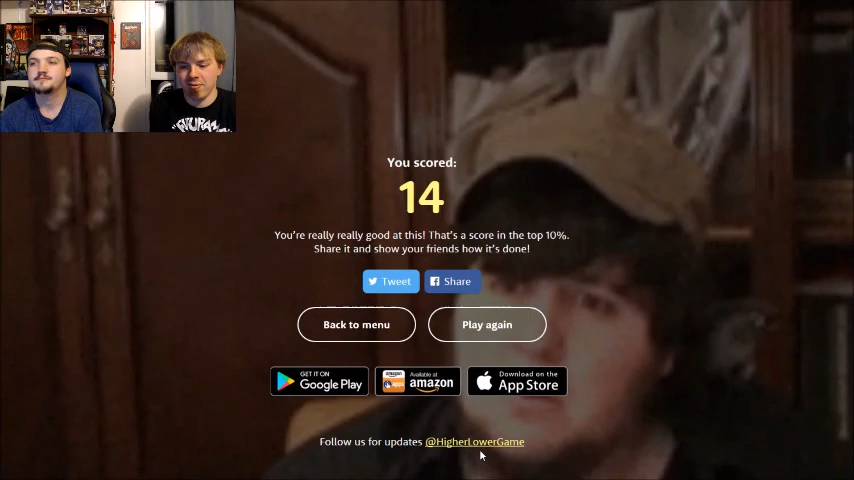 You scored:
14
You're really really good at this! That's a score in the top 10%.
Share it and show your friends how it's done!
Tweet
Share
Back to menu
Play again
GET IT ON
Google Play
Available at
amazon
Download on the
App Store
Follow us for updates @HigherLowerGame